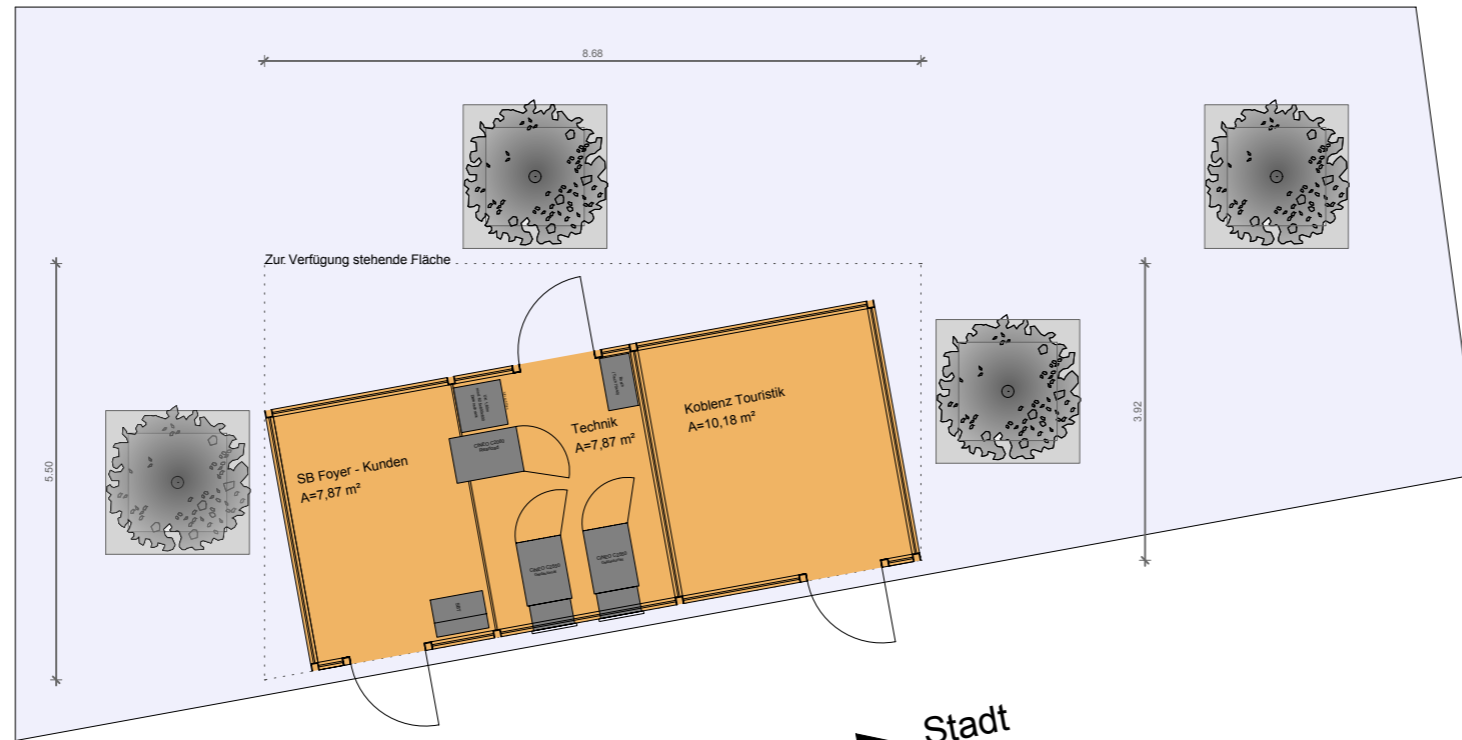 8.68
Zur Verfügung stehende Fläche
5.50
3.92
Koblenz Touristik
A=10,18 m²
Technik
A=7,87 m²
SB Foyer - Kunden
A=7,87 m²
Stadt